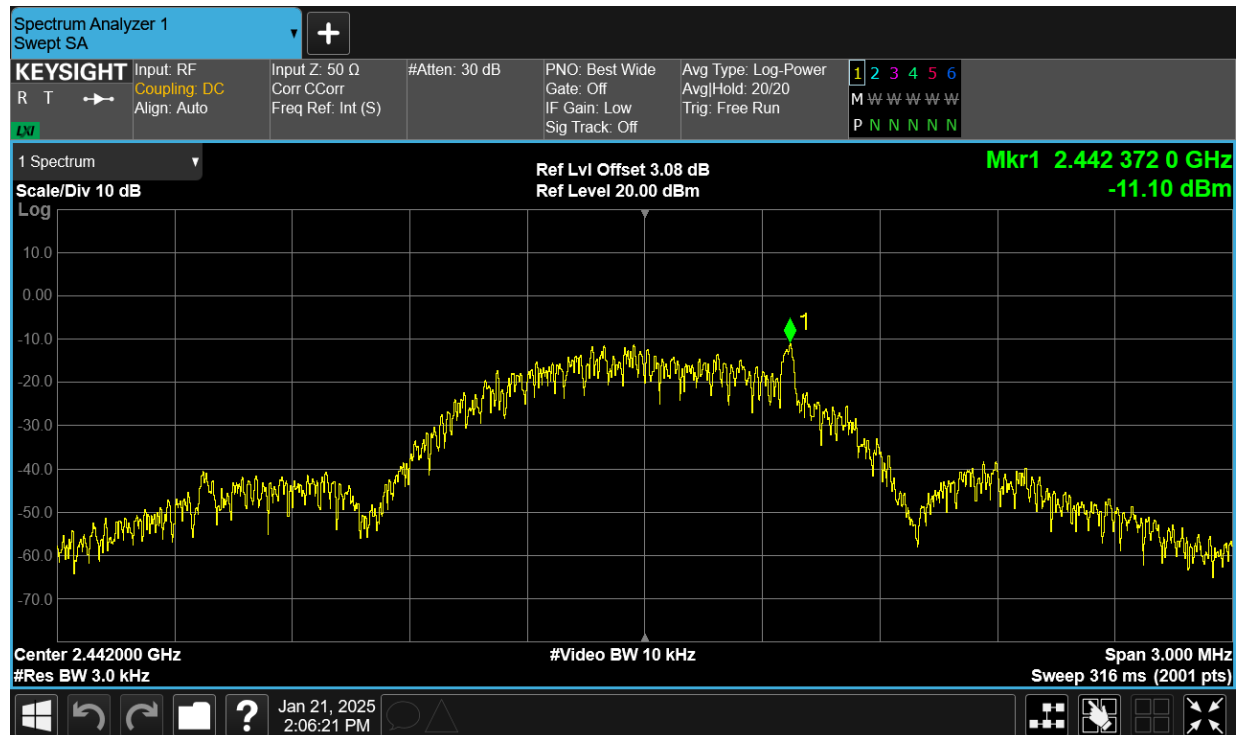 Spectrum Analyzer 1
Swept SA
+
KEYSIGHT
R T
LXI
Input: RF
Coupling: DC
Align: Auto
Input Z: 50 Ω
Corr CCorr
Freq Ref: Int (S)
#Atten: 30 dB
PNO: Best Wide
Gate: Off
IF Gain: Low
Sig Track: Off
Avg Type: Log-Power
Avg|Hold: 20/20
Trig: Free Run
1 2 3 4 5 6
M W W W W W
P N N N N N
1 Spectrum
Scale/Div 10 dB
Log
Ref Lvl Offset 3.08 dB
Ref Level 20.00 dBm
Mkr1 2.442 372 0 GHz
-11.10 dBm
10.0
0.00
-10.0
-20.0
-30.0
-40.0
-50.0
-60.0
-70.0
1
Center 2.442000 GHz
#Res BW 3.0 kHz
#Video BW 10 kHz
Span 3.000 MHz
Sweep 316 ms (2001 pts)
?
Jan 21, 2025
2:06:21 PM